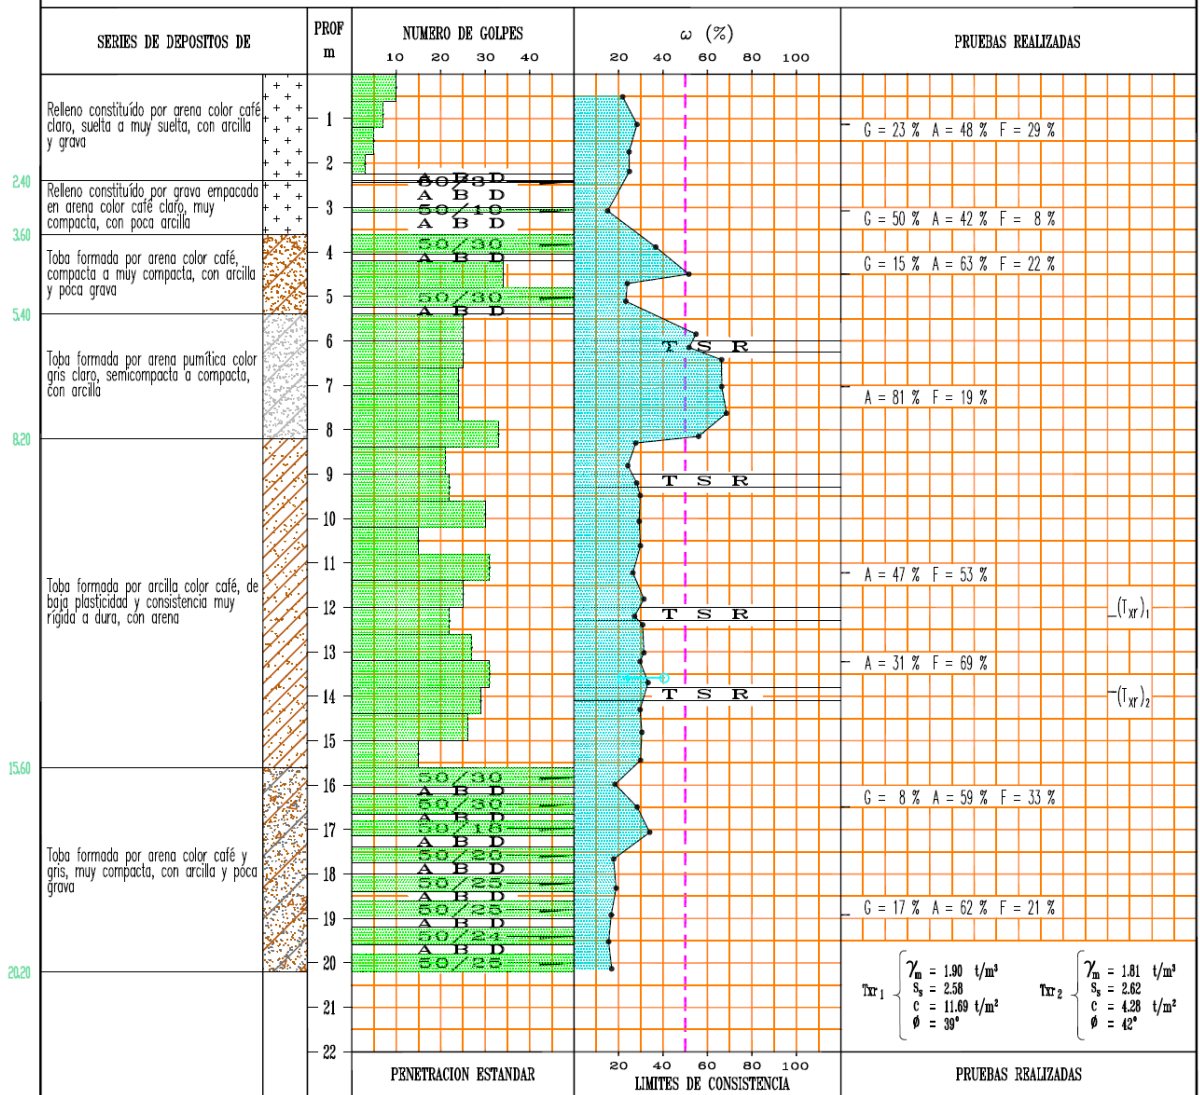 SERIES DE DEPOSITOS DE
PROF
m
NUMERO DE GOLPES
10 20 30 40
ω (%)
20 40 60 80 100
PRUEBAS REALIZADAS
Relleno constituído por arena color café
claro, suelta a muy suelta, con arcilla
y grava
2.40
Relleno constituído por grava empacada
en arena color café claro, muy
compacta, con poca arcilla
3.60
Toba formada por arena color café,
compacta a muy compacta, con arcilla
y poca grava
5.40
Toba formada por arena pumítica color
gris claro, semicompacta a compacta,
con arcilla
8.20
Toba formada por arcilla color café, de
baja plasticidad y consistencia muy
rígida a dura, con arena
15.60
Toba formada por arena color café y
gris, muy compacta, con arcilla y poca
grava
20.20
1
2
3
4
5
6
7
8
9
10
11
12
13
14
15
16
17
18
19
20
21
22
A B D
A B D
50/10
A B D
50/30
A B D
50/30
A B D
50/30
A B D
50/30
A B D
50/18
A B D
50/20
A B D
50/25
A B D
50/25
A B D
50/24
A B D
50/25
T S R
T S R
T S R
T S R
G = 23 % A = 48 % F = 29 %
G = 50 % A = 42 % F = 8 %
G = 15 % A = 63 % F = 22 %
A = 81 % F = 19 %
A = 47 % F = 53 %
(Txr)1
A = 31 % F = 69 %
(Txr)2
G = 8 % A = 59 % F = 33 %
G = 17 % A = 62 % F = 21 %
Txr1
γm = 1.90 t/m³
Ss = 2.58
c = 11.69 t/m²
ø = 39°
Txr2
γm = 1.81 t/m³
Ss = 2.62
c = 4.28 t/m²
ø = 42°
PENETRACION ESTANDAR
20 40 60 80 100
LIMITES DE CONSISTENCIA
PRUEBAS REALIZADAS